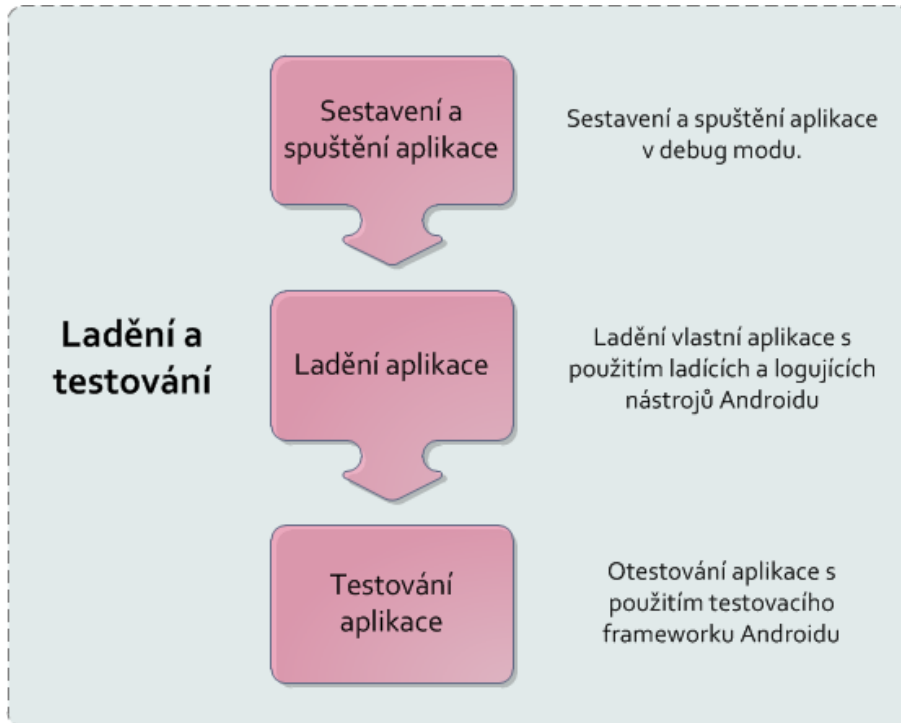 Sestavení a
spuštění aplikace
Sestavení a spuštění aplikace
v debug modu.
Ladění a
testování
Ladění aplikace
Ladění vlastní aplikace s
použitím ladících a logujících
nástrojů Androidu
Testování
aplikace
Otestování aplikace s
použitím testovacího
frameworku Androidu